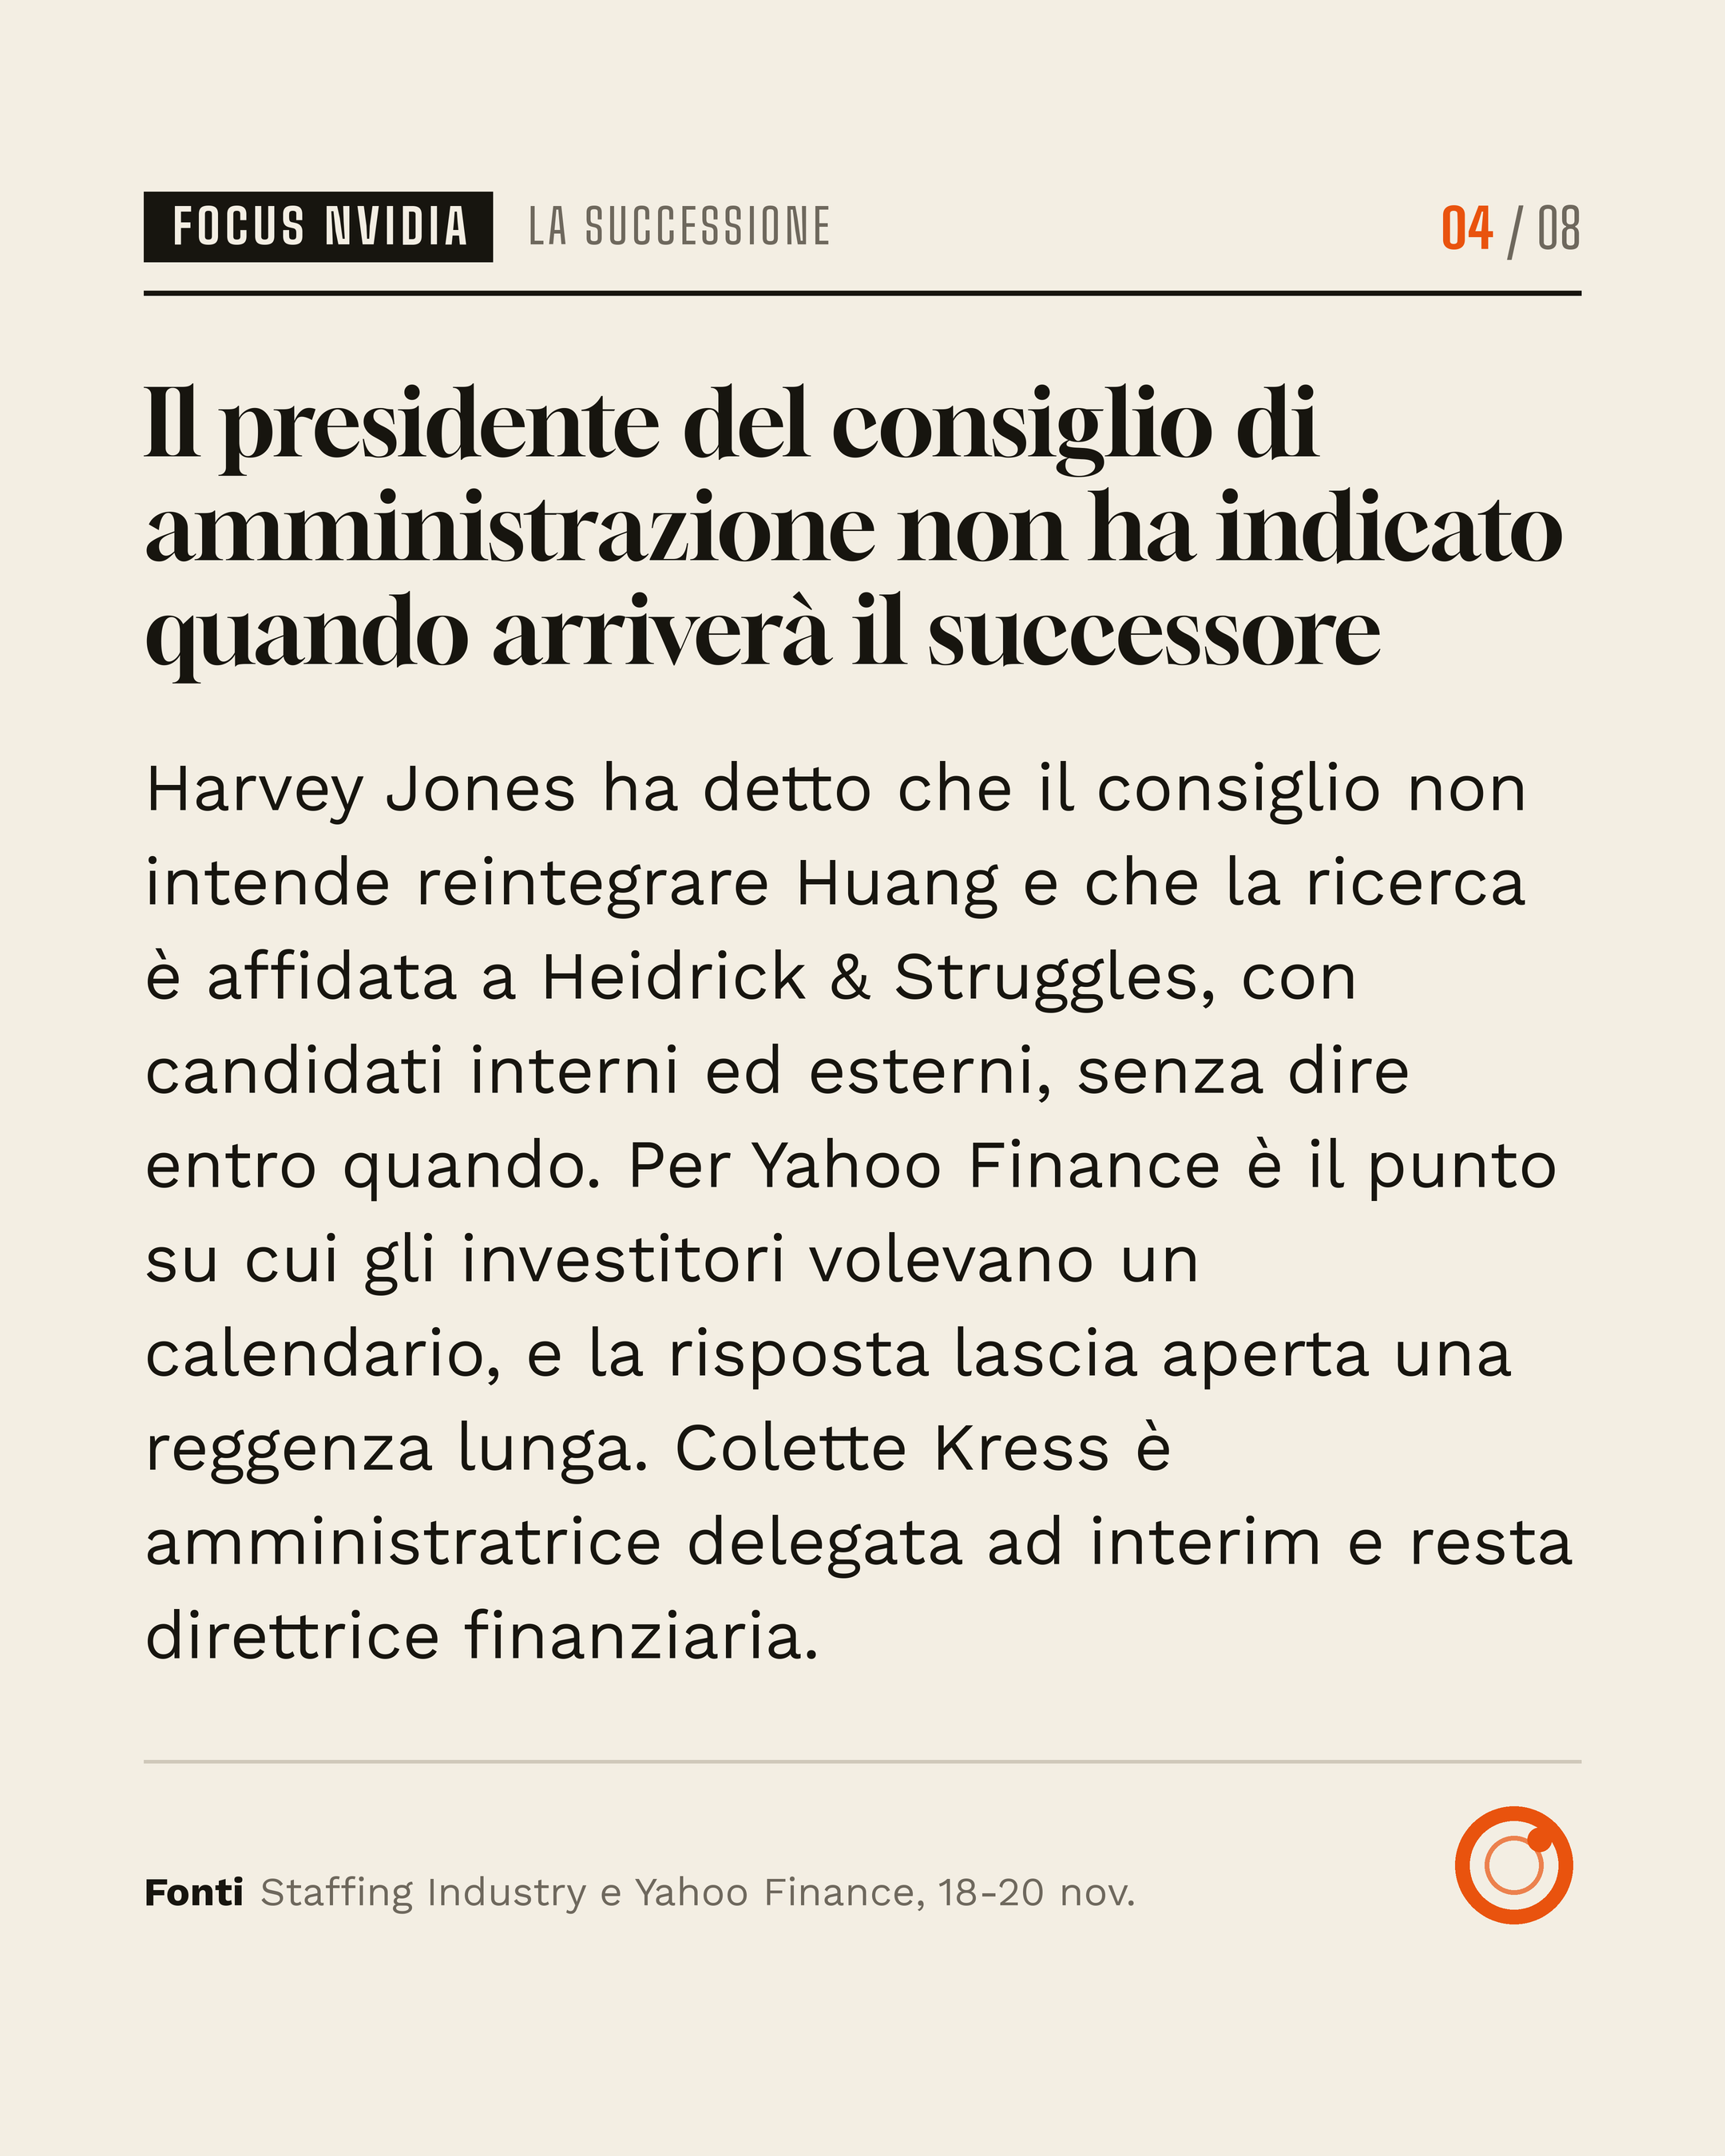 FOCUS NVIDIA LA SUCCESSIONE 04 / 08
Il presidente del consiglio di
amministrazione non ha indicato
quando arriverà il successore
Harvey Jones ha detto che il consiglio non
intende reintegrare Huang e che la ricerca
è affidata a Heidrick & Struggles, con
candidati interni ed esterni, senza dire
entro quando. Per Yahoo Finance è il punto
su cui gli investitori volevano un
calendario, e la risposta lascia aperta una
reggenza lunga. Colette Kress è
amministratrice delegata ad interim e resta
direttrice finanziaria.
Fonti Staffing Industry e Yahoo Finance, 18-20 nov.